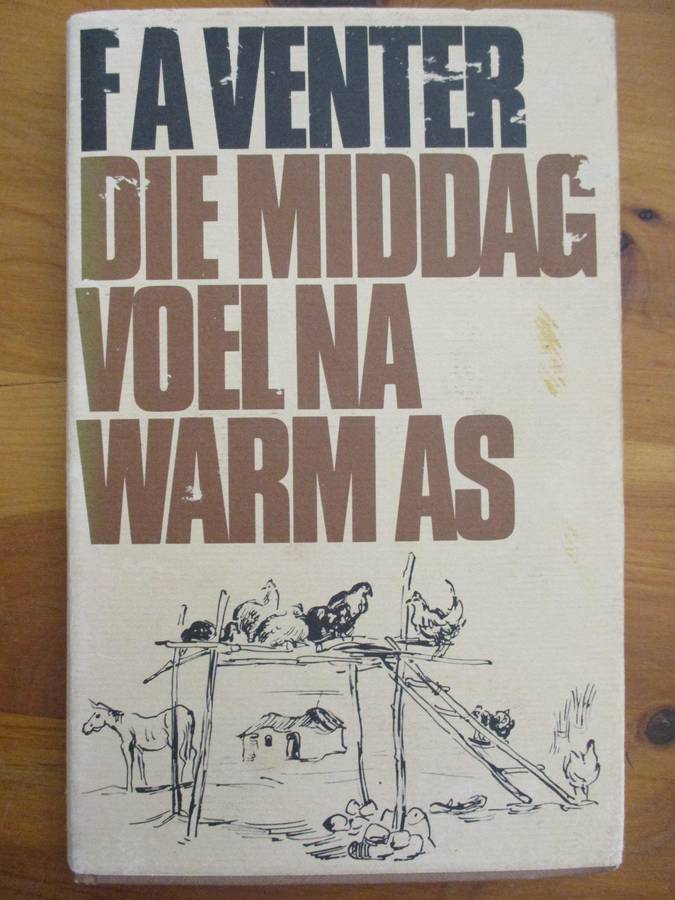 F A VENTER
DIE MIDDAG
VOEL NA
WARM AS